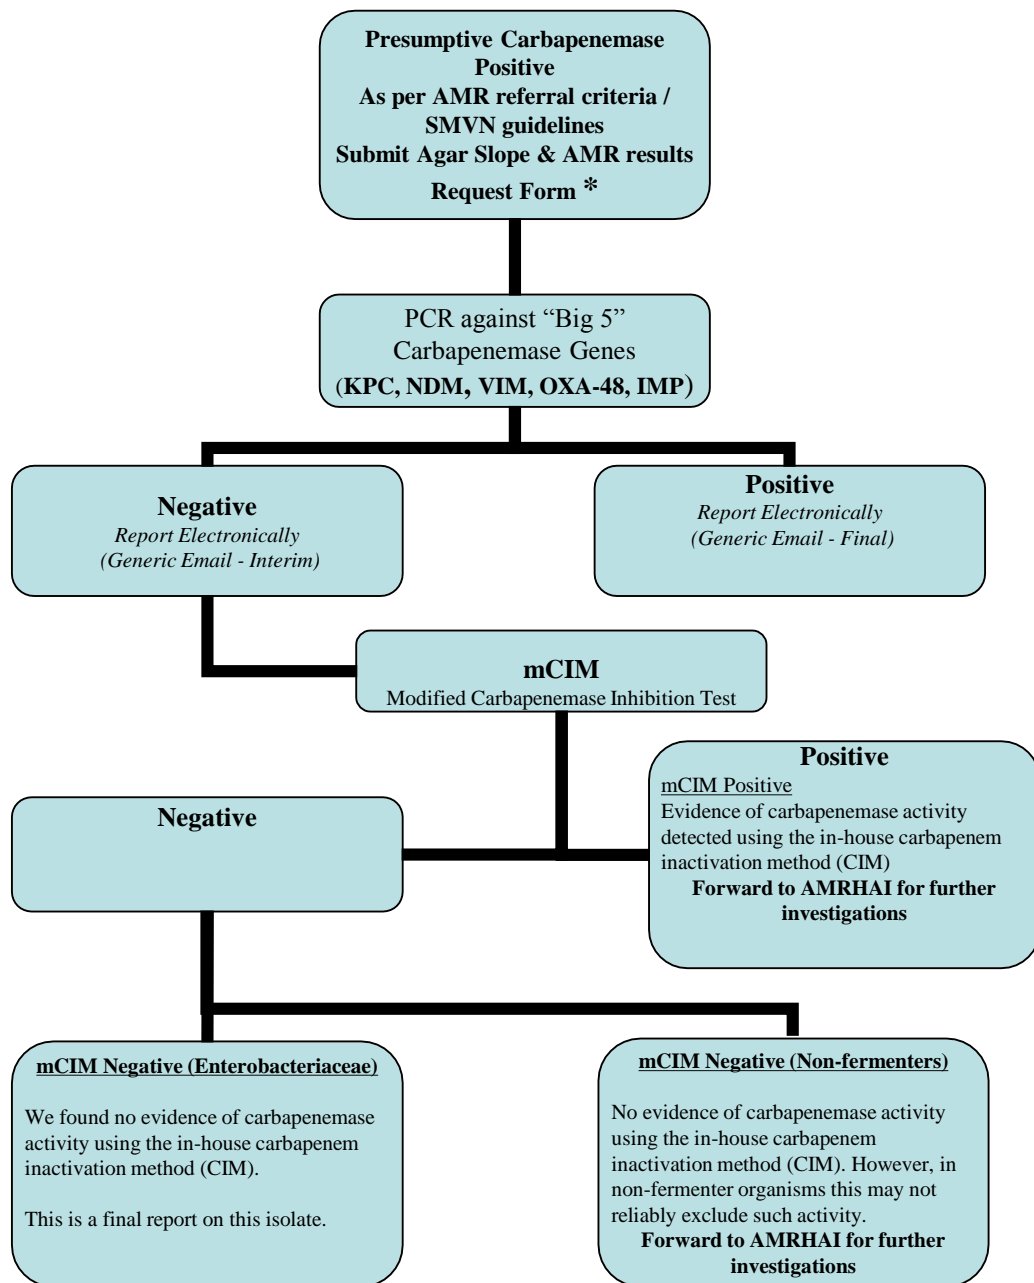 Presumptive Carbapenemase
Positive
As per AMR referral criteria /
SMVN guidelines
Submit Agar Slope & AMR results
Request Form *
PCR against “Big 5”
Carbapenemase Genes
(KPC, NDM, VIM, OXA-48, IMP)
Negative
Report Electronically
(Generic Email - Interim)
Positive
Report Electronically
(Generic Email - Final)
mCIM
Modified Carbapenemase Inhibition Test
Positive
mCIM Positive
Evidence of carbapenemase activity
detected using the in-house carbapenem
inactivation method (CIM)
Forward to AMRHAI for further
investigations
Negative
mCIM Negative (Enterobacteriaceae)
We found no evidence of carbapenemase
activity using the in-house carbapenem
inactivation method (CIM).
This is a final report on this isolate.
mCIM Negative (Non-fermenters)
No evidence of carbapenemase activity
using the in-house carbapenem
inactivation method (CIM). However, in
non-fermenter organisms this may not
reliably exclude such activity.
Forward to AMRHAI for further
investigations